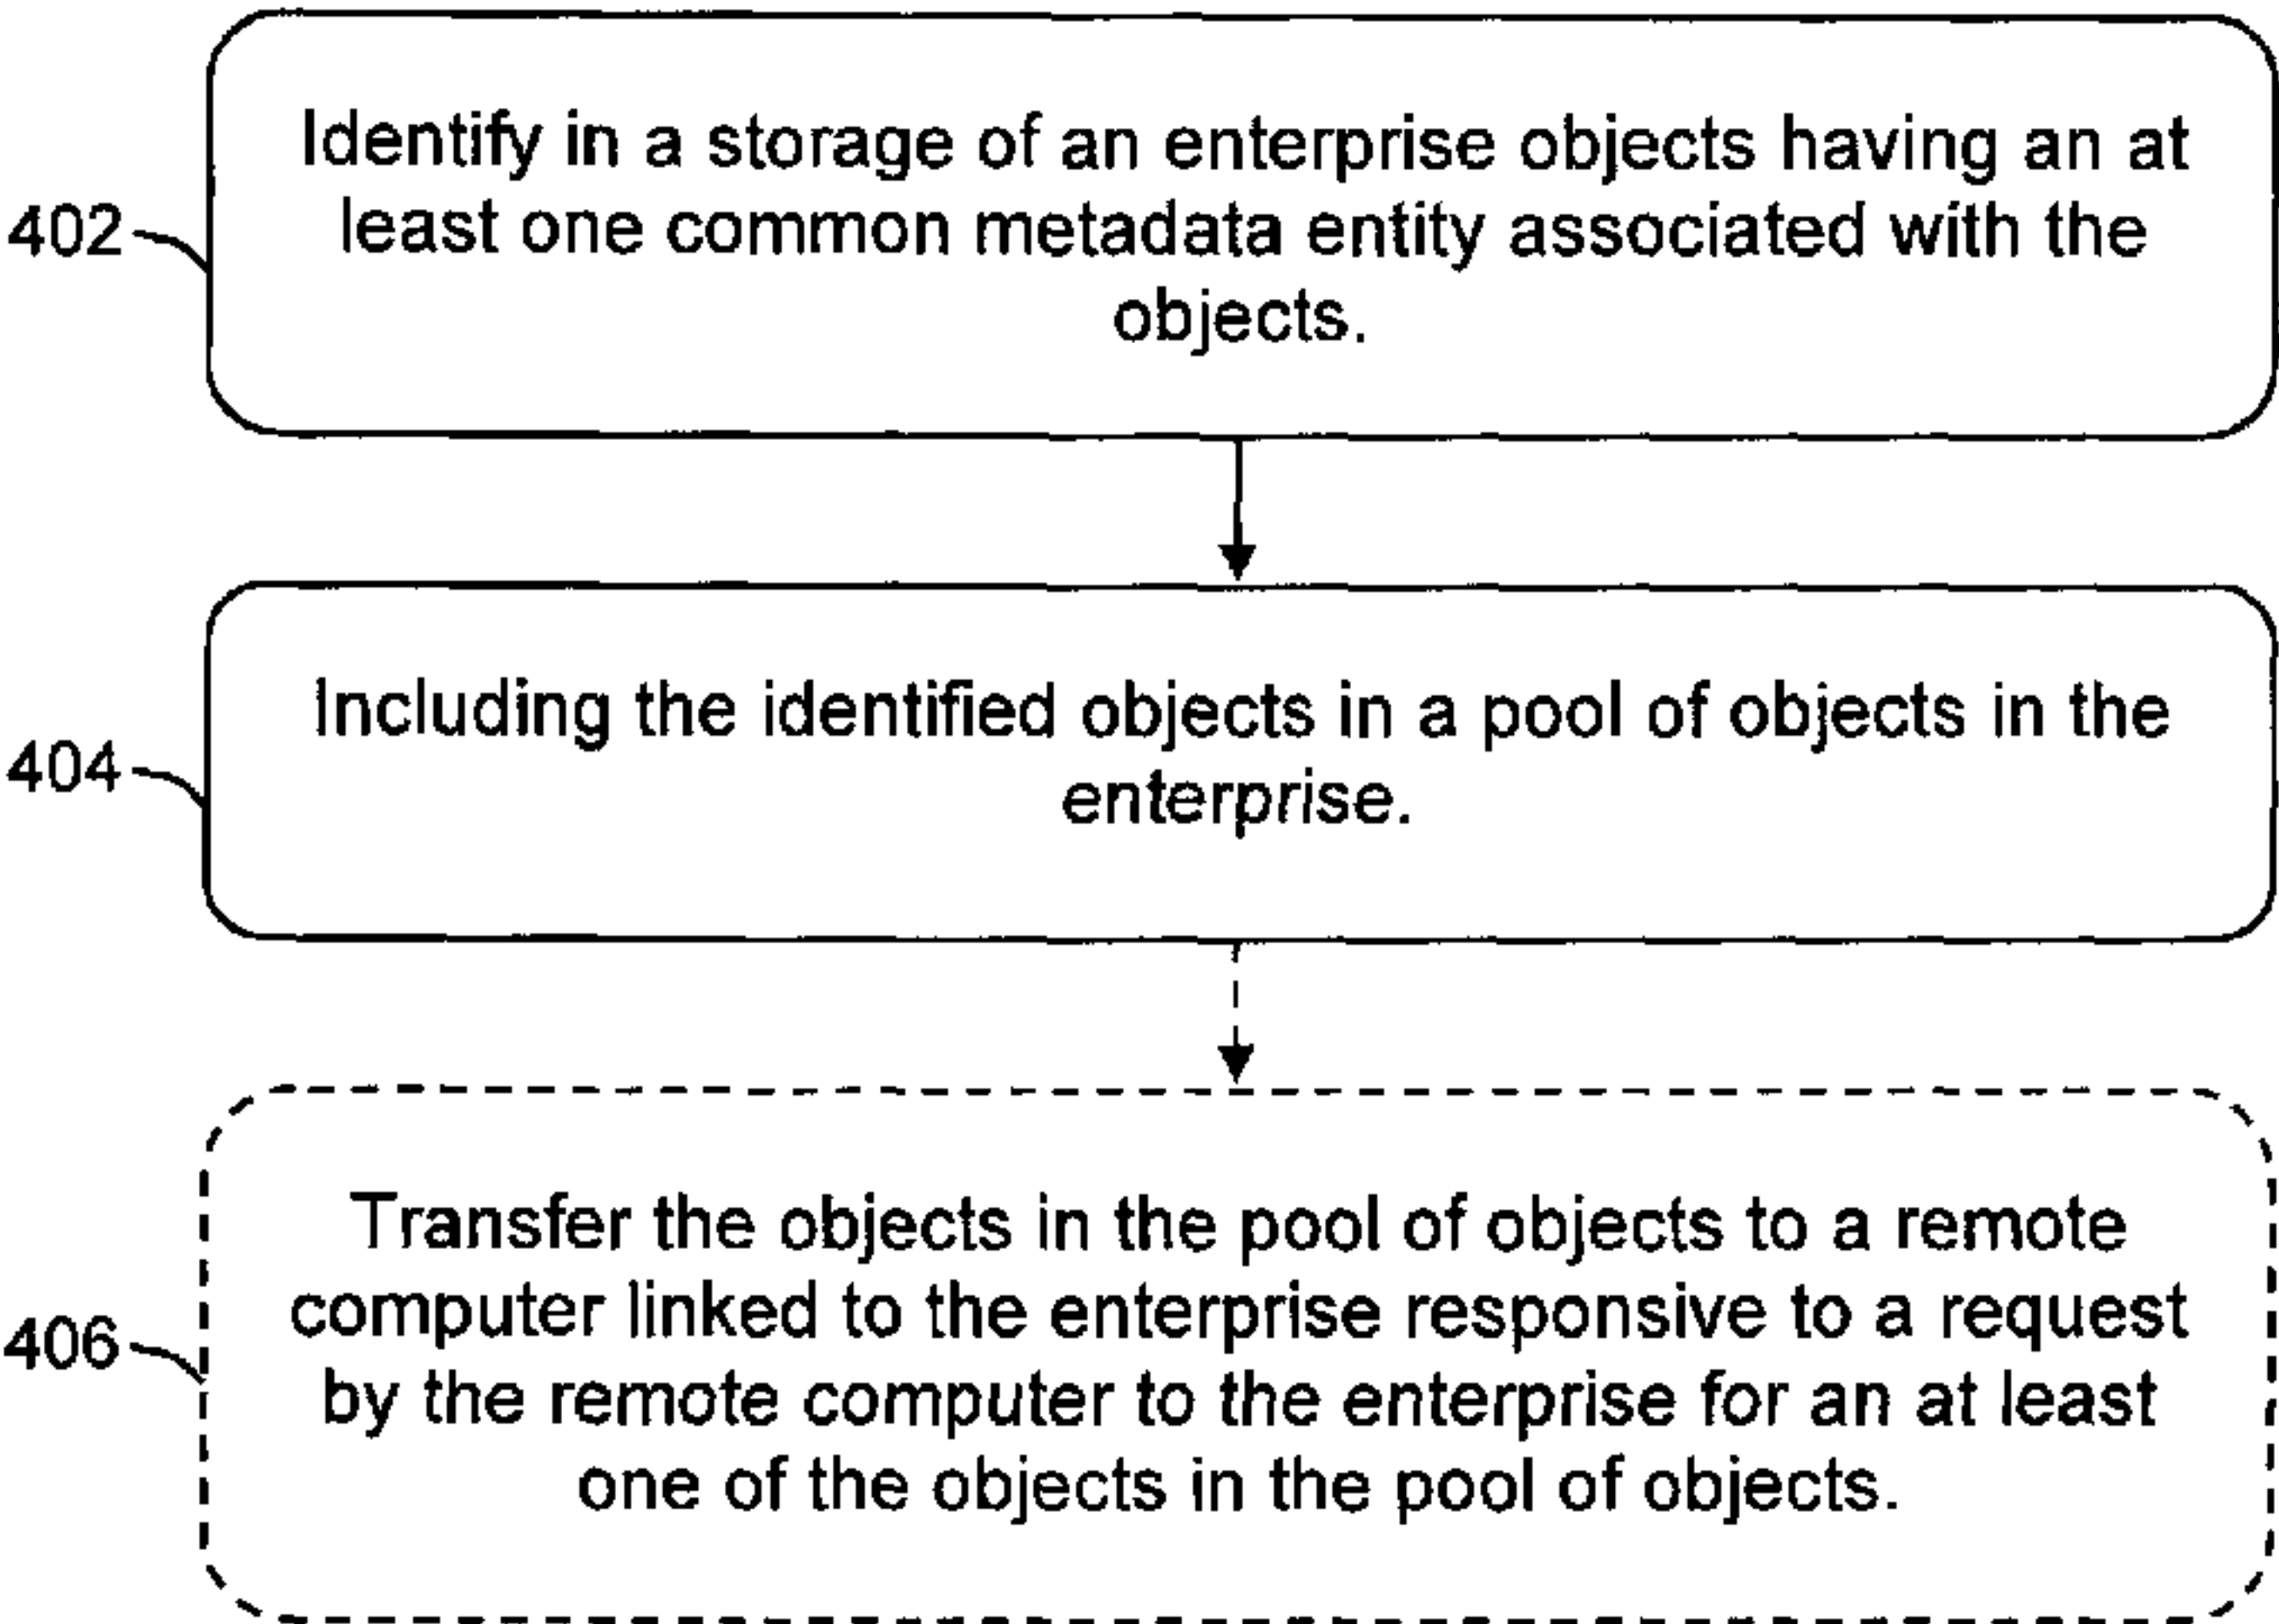 Identify in a storage of an enterprise objects having an at
402
least one common metadata entity associated with the
objects.
Including the identified objects in a pool of objects in the
404
enterprise.
Transfer the objects in the pool of objects to a remote
computer linked to the enterprise responsive to a request
406
by the remote computer to the enterprise for an at least
one of the objects in the pool of objects.